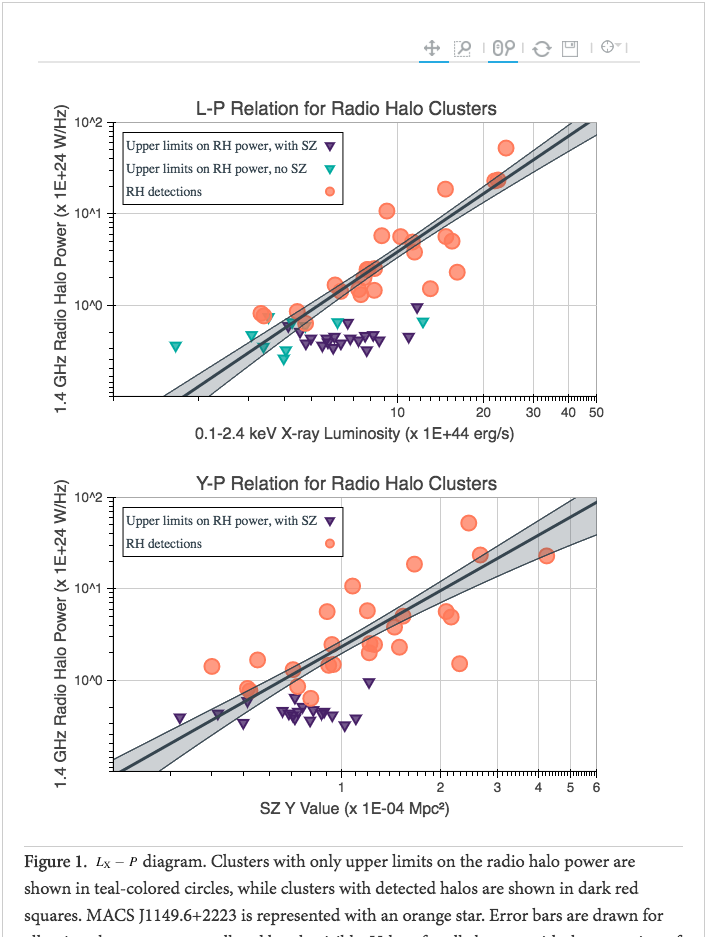 L-P Relation for Radio Halo Clusters
1.4 GHz Radio Halo Power (x 1E+24 W/Hz)
10^2
10^1
10^0
Upper limits on RH power, with SZ
Upper limits on RH power, no SZ
RH detections
10 20 30 40 50
0.1-2.4 keV X-ray Luminosity (x 1E+44 erg/s)
Y-P Relation for Radio Halo Clusters
1.4 GHz Radio Halo Power (x 1E+24 W/Hz)
10^2
10^1
10^0
Upper limits on RH power, with SZ
RH detections
1 2 3 4 5 6
SZ Y Value (x 1E-04 Mpc²)
Figure 1. Lx − P diagram. Clusters with only upper limits on the radio halo power are
shown in teal-colored circles, while clusters with detected halos are shown in dark red
squares. MACS J1149.6+2223 is represented with an orange star. Error bars are drawn for